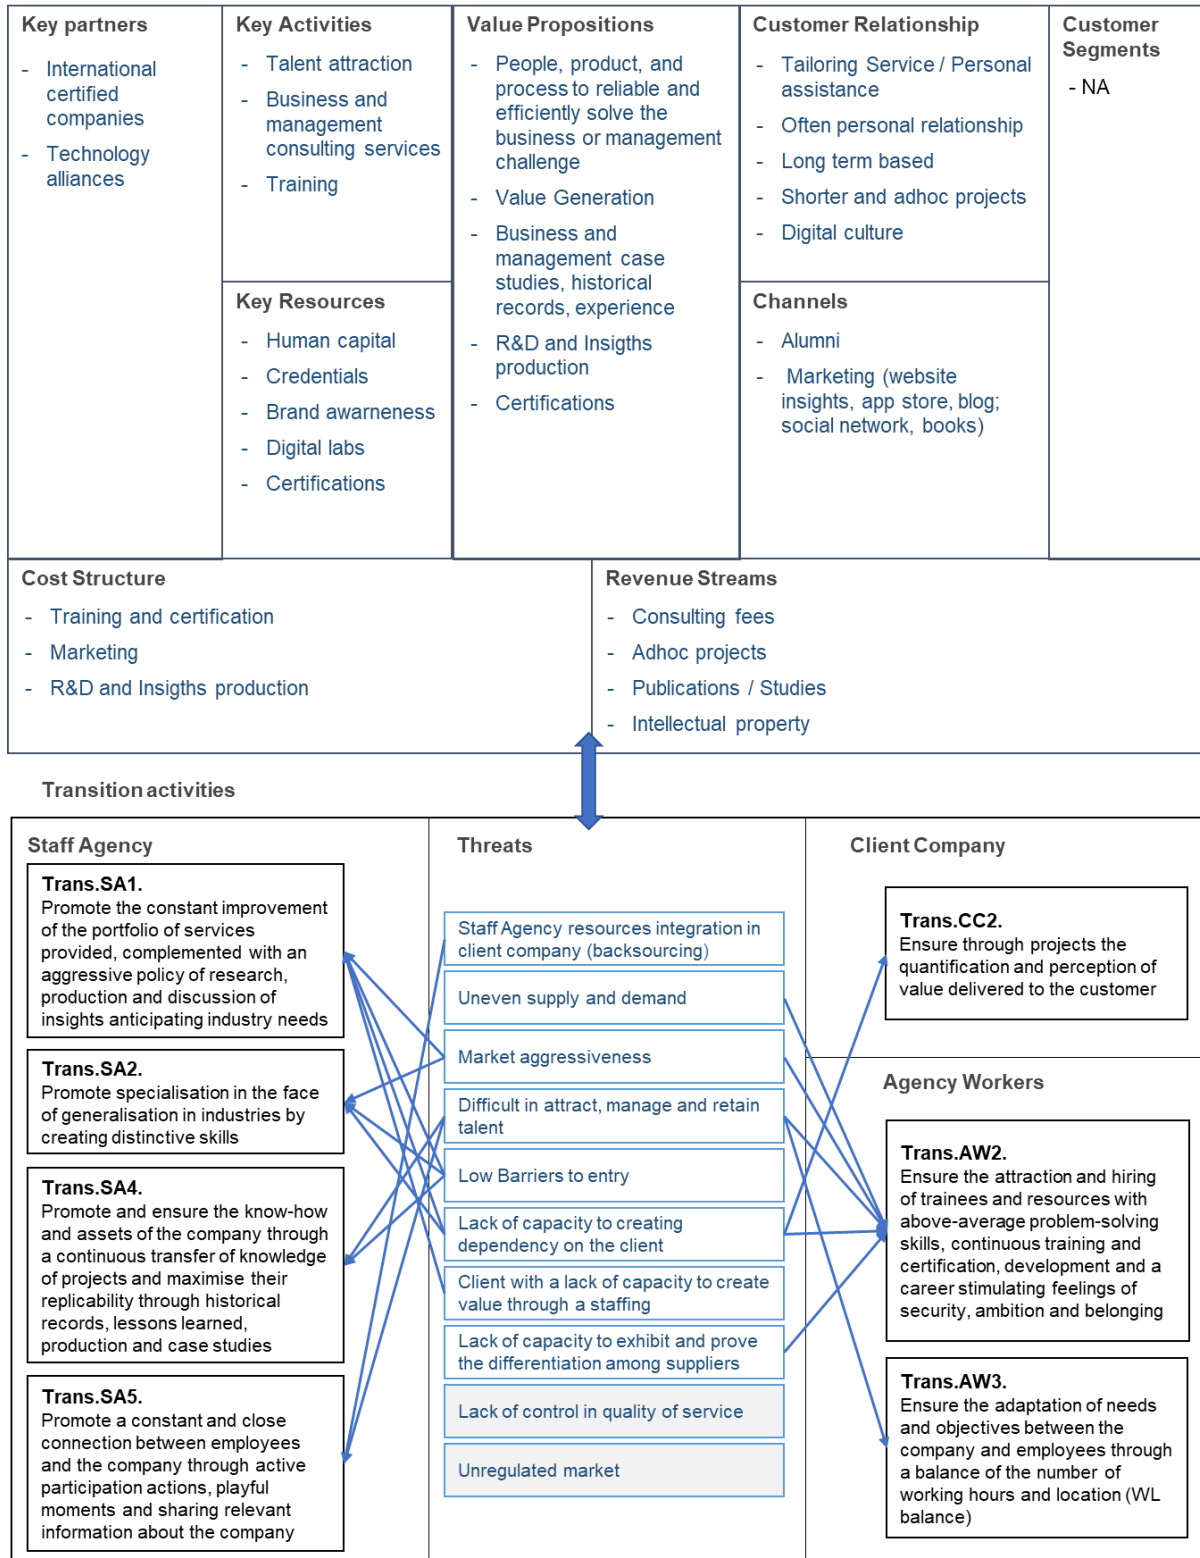 Key partners
- International
certified
companies
- Technology
alliances
Key Activities
- Talent attraction
- Business and
management
consulting services
- Training
Key Resources
- Human capital
- Credentials
- Brand awarneness
- Digital labs
- Certifications
Value Propositions
- People, product, and
process to reliable and
efficiently solve the
business or management
challenge
- Value Generation
- Business and
management case
studies, historical
records, experience
- R&D and Insigths
production
- Certifications
Customer Relationship
- Tailoring Service / Personal
assistance
- Often personal relationship
- Long term based
- Shorter and adhoc projects
- Digital culture
Channels
- Alumni
- Marketing (website
insights, app store, blog;
social network, books)
Customer
Segments
- NA
Cost Structure
- Training and certification
- Marketing
- R&D and Insigths production
Revenue Streams
- Consulting fees
- Adhoc projects
- Publications / Studies
- Intellectual property
Transition activities
Staff Agency
Trans.SA1.
Promote the constant improvement
of the portfolio of services
provided, complemented with an
aggressive policy of research,
production and discussion of
insights anticipating industry needs
Trans.SA2.
Promote specialisation in the face
of generalisation in industries by
creating distinctive skills
Trans.SA4.
Promote and ensure the know-how
and assets of the company through
a continuous transfer of knowledge
of projects and maximise their
replicability through historical
records, lessons learned,
production and case studies
Trans.SA5.
Promote a constant and close
connection between employees
and the company through active
participation actions, playful
moments and sharing relevant
information about the company
Threats
Staff Agency resources integration in
client company (backsourcing)
Uneven supply and demand
Market aggressiveness
Difficult in attract, manage and retain
talent
Low Barriers to entry
Lack of capacity to creating
dependency on the client
Client with a lack of capacity to create
value through a staffing
Lack of capacity to exhibit and prove
the differentiation among suppliers
Lack of control in quality of service
Unregulated market
Client Company
Trans.CC2.
Ensure through projects the
quantification and perception of
value delivered to the customer
Agency Workers
Trans.AW2.
Ensure the attraction and hiring
of trainees and resources with
above-average problem-solving
skills, continuous training and
certification, development and a
career stimulating feelings of
security, ambition and belonging
Trans.AW3.
Ensure the adaptation of needs
and objectives between the
company and employees through
a balance of the number of
working hours and location (WL
balance)